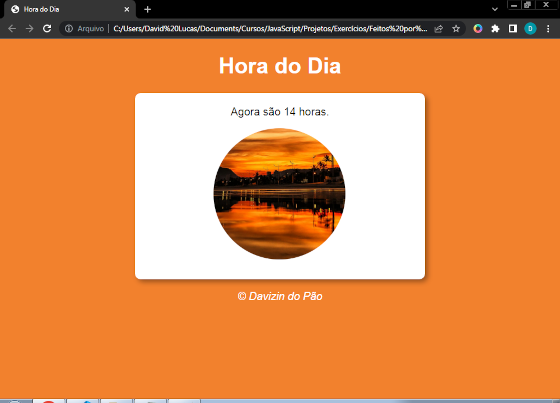 Hora do Dia
Arquivo | C:/Users/David%20Lucas/Documents/Cursos/JavaScript/Projetos/Exercícios/Feitos%20por%...
D
Hora do Dia
Agora são 14 horas.
© Davizin do Pão